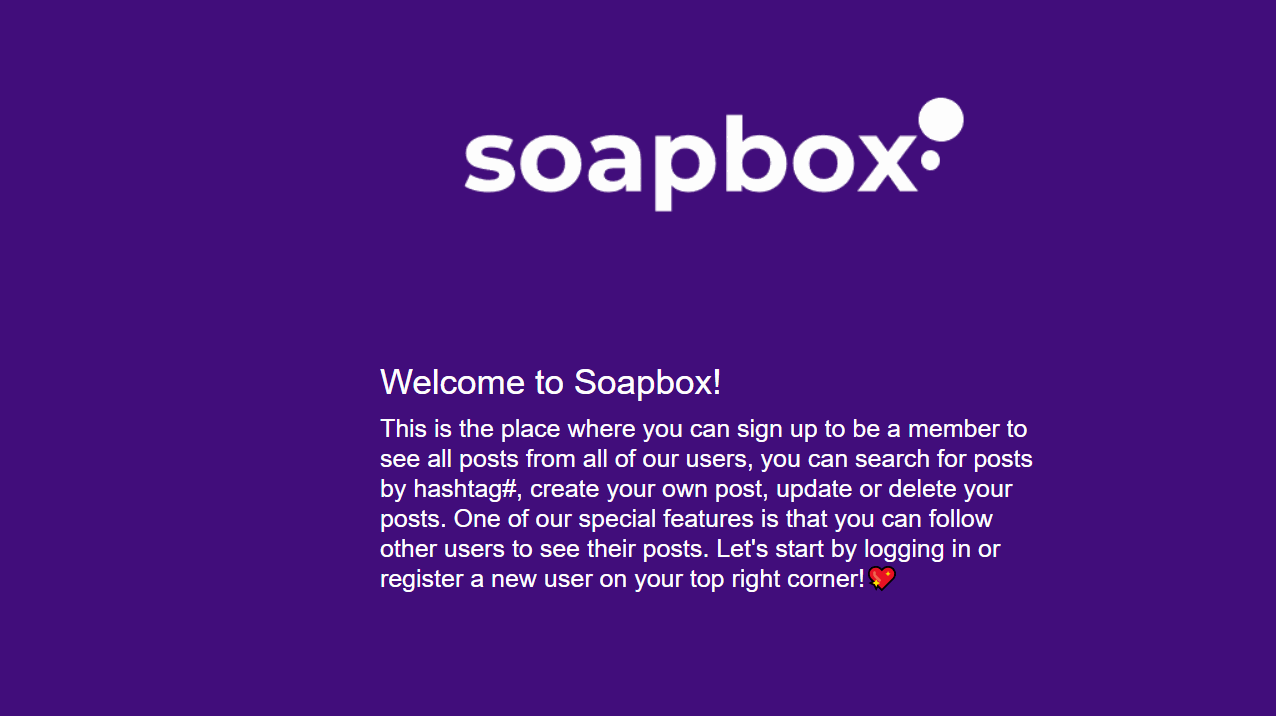 soapbox
Welcome to Soapbox!
This is the place where you can sign up to be a member to
see all posts from all of our users, you can search for posts
by hashtag#, create your own post, update or delete your
posts. One of our special features is that you can follow
other users to see their posts. Let's start by logging in or
register a new user on your top right corner!💖